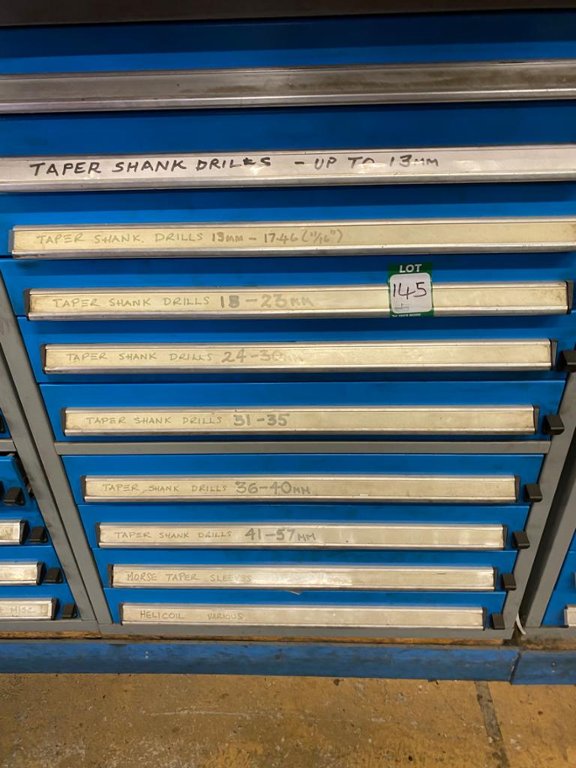 TAPER SHANK DRILLS - UP TO 13MM
TAPER SHANK DRILLS 13MM - 17.46 (11/16")
LOT
145
TAPER SHANK DRILLS 18-23MM
TAPER SHANK DRILLS 24-30MM
TAPER SHANK DRILLS 31-35
TAPER SHANK DRILLS 36-40MM
TAPER SHANK DRILLS 41-57MM
MORSE TAPER SLEEVES
HELICOIL VARIOUS
MISC